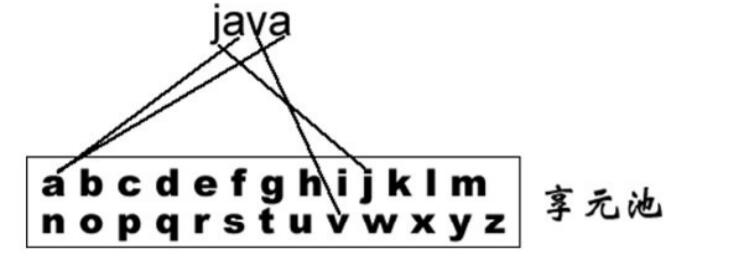 java
a b c d e f g h i j k l m
n o p q r s t u v w x y z
享元池